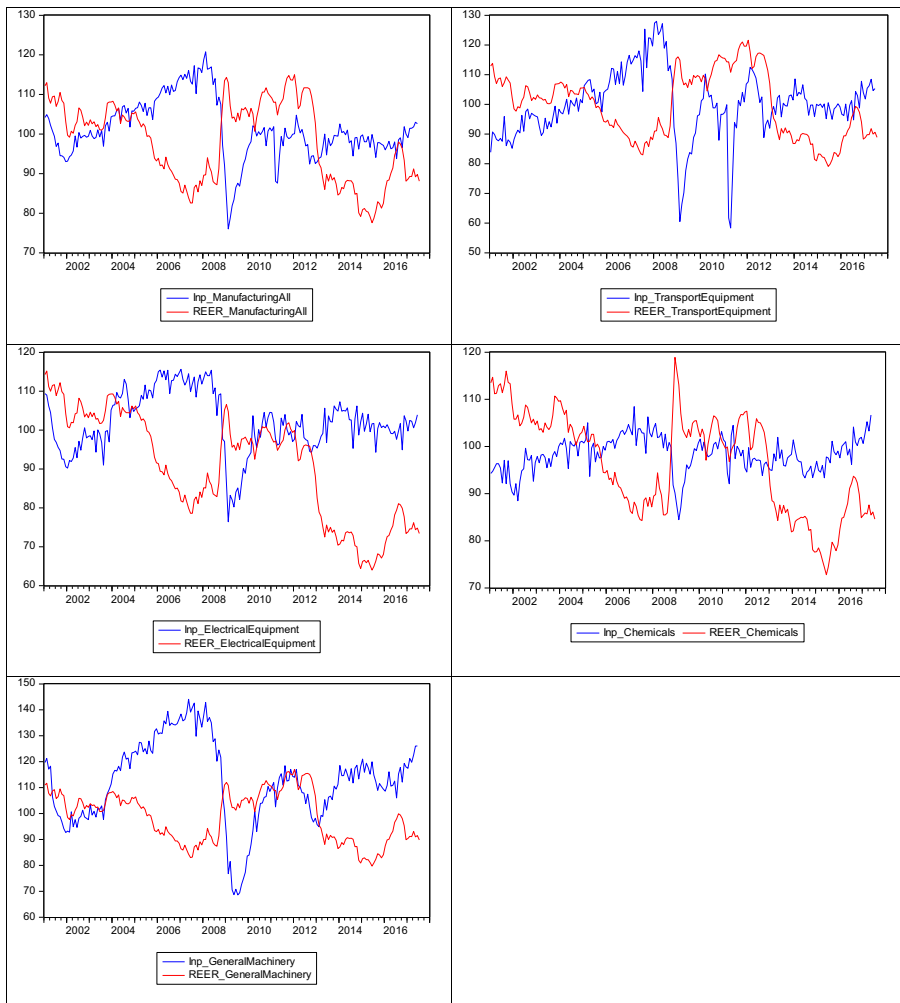 120
110
100
90
80
70
2002 2004 2006 2008 2010 2012 2014 2016
Inp_ManufacturingAll
REER_ManufacturingAll
130
120
110
100
90
80
70
60
50
2002 2004 2006 2008 2010 2012 2014 2016
Inp_TransportEquipment
REER_TransportEquipment
120
110
100
90
80
70
60
2002 2004 2006 2008 2010 2012 2014 2016
Inp_ElectricalEquipment
REER_ElectricalEquipment
120
110
100
90
80
70
2002 2004 2006 2008 2010 2012 2014 2016
Inp_Chemicals REER_Chemicals
150
140
130
120
110
100
90
80
70
60
2002 2004 2006 2008 2010 2012 2014 2016
Inp_GeneralMachinery
REER_GeneralMachinery